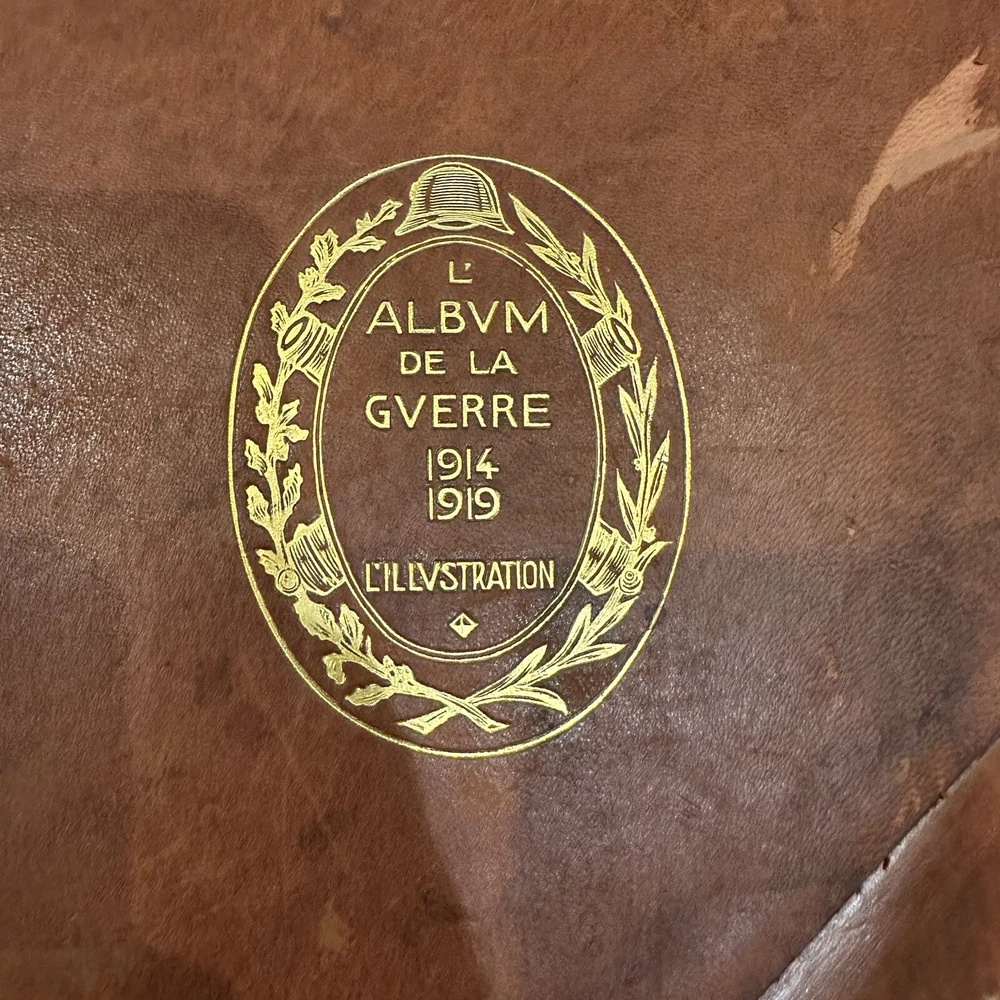 L'
ALBVM
DE LA
GVERRE
1914
1919
L'ILLVSTRATION